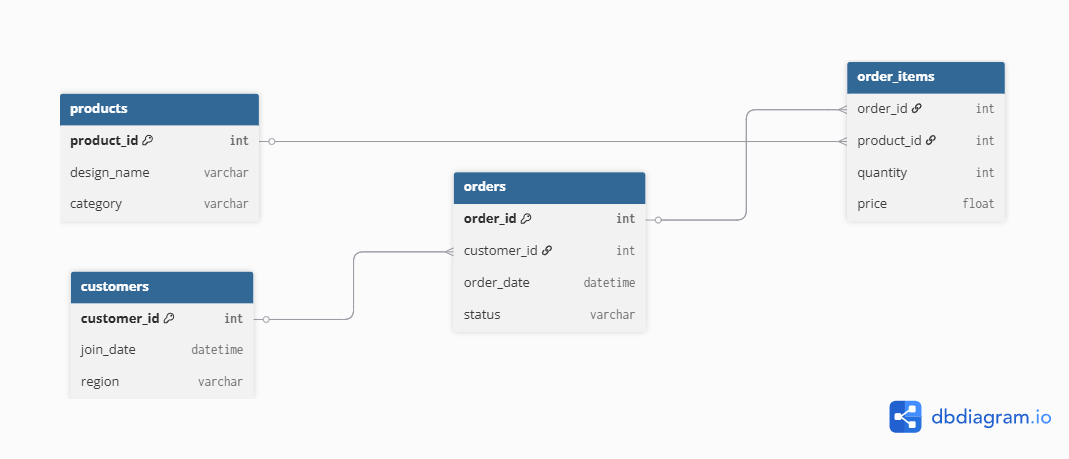 products
product_id int
design_name varchar
category varchar
customers
customer_id int
join_date datetime
region varchar
orders
order_id int
customer_id int
order_date datetime
status varchar
order_items
order_id int
product_id int
quantity int
price float
dbdiagram.io